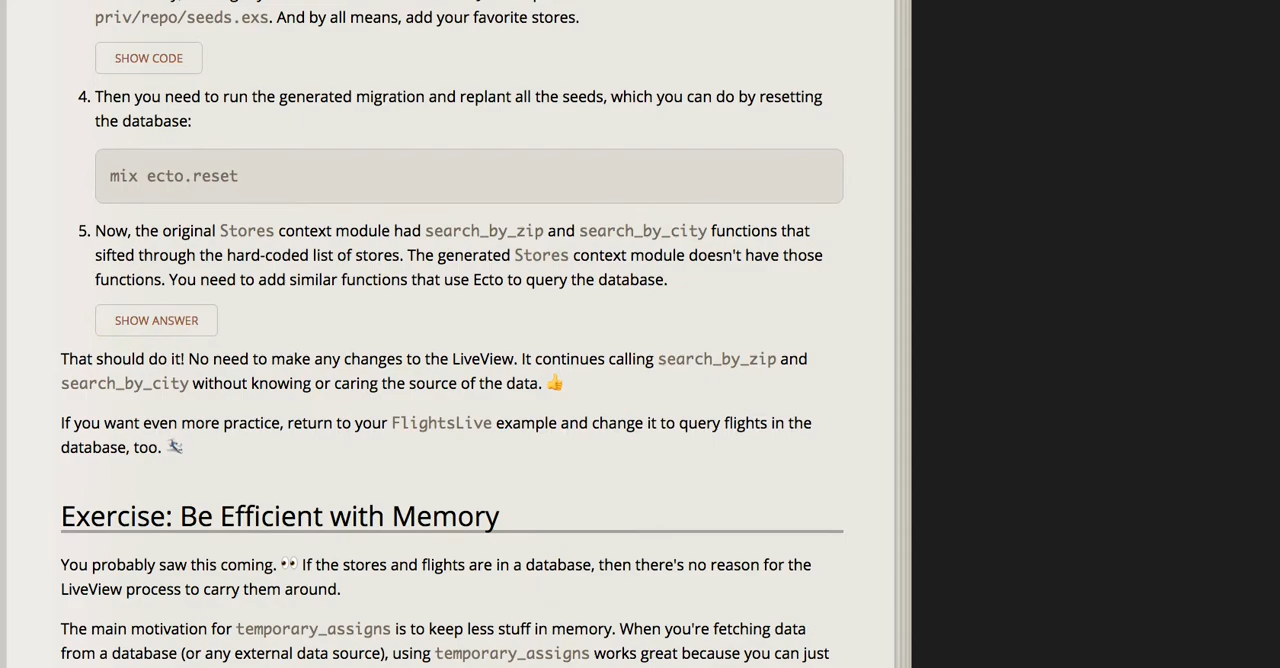 priv/repo/seeds.exs. And by all means, add your favorite stores.
SHOW CODE
4. Then you need to run the generated migration and replant all the seeds, which you can do by resetting
the database:
mix ecto.reset
5. Now, the original Stores context module had search_by_zip and search_by_city functions that
sifted through the hard-coded list of stores. The generated Stores context module doesn't have those
functions. You need to add similar functions that use Ecto to query the database.
SHOW ANSWER
That should do it! No need to make any changes to the LiveView. It continues calling search_by_zip and
search_by_city without knowing or caring the source of the data. 👍
If you want even more practice, return to your FlightsLive example and change it to query flights in the
database, too. 🏂
Exercise: Be Efficient with Memory
You probably saw this coming. 👀 If the stores and flights are in a database, then there's no reason for the
LiveView process to carry them around.
The main motivation for temporary_assigns is to keep less stuff in memory. When you're fetching data
from a database (or any external data source), using temporary_assigns works great because you can just